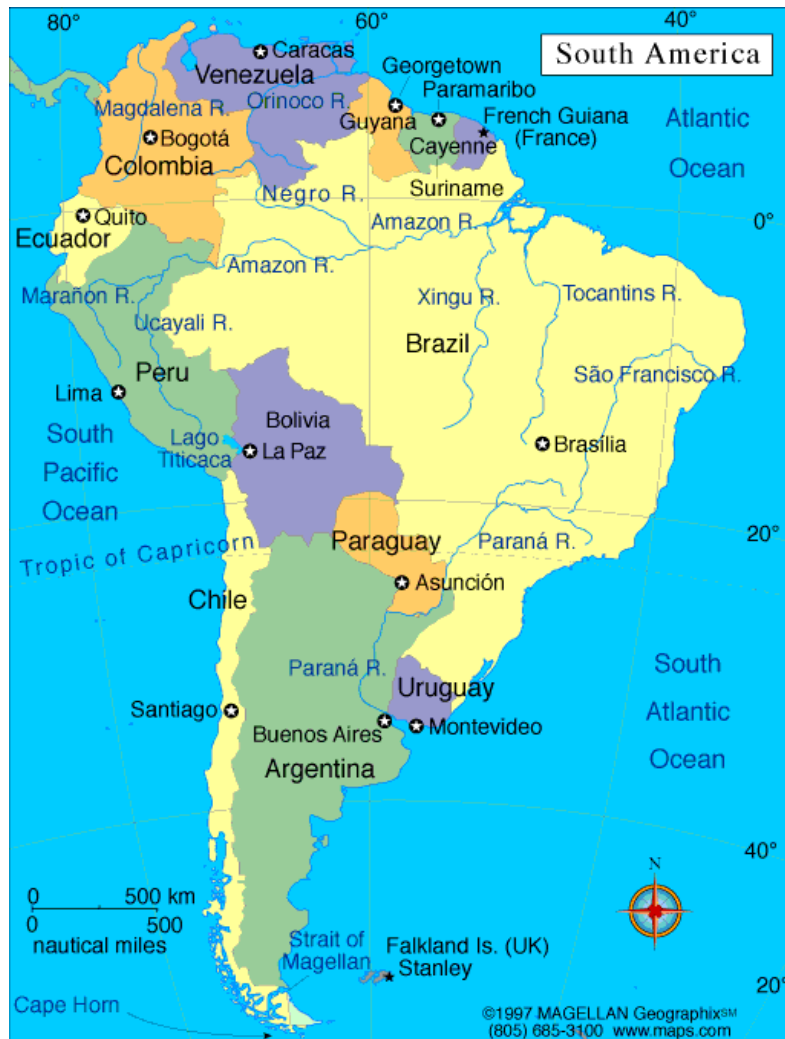 80°
60°
40°
South America
Caracas
Venezuela
Georgetown
Paramaribo
Magdalena R.
Orinoco R.
Guyana
French Guiana
(France)
Atlantic
Ocean
Bogotá
Cayenne
Colombia
Suriname
Negro R.
Quito
Amazon R.
0°
Ecuador
Amazon R.
Marañon R.
Xingu R.
Tocantins R.
Ucayali R.
Brazil
Peru
São Francisco R.
Lima
Bolivia
South
Pacific
Ocean
Lago
Titicaca
La Paz
Brasília
20°
Tropic of Capricorn
Paraguay
Paraná R.
Asunción
Chile
Paraná R.
South
Atlantic
Ocean
Uruguay
Santiago
Buenos Aires
Montevideo
Argentina
40°
N
0 500 km
0 500
nautical miles
Strait of
Magellan
Falkland Is. (UK)
Stanley
20°
Cape Horn
©1997 MAGELLAN Geographix℠
(805) 685-3100 www.maps.com